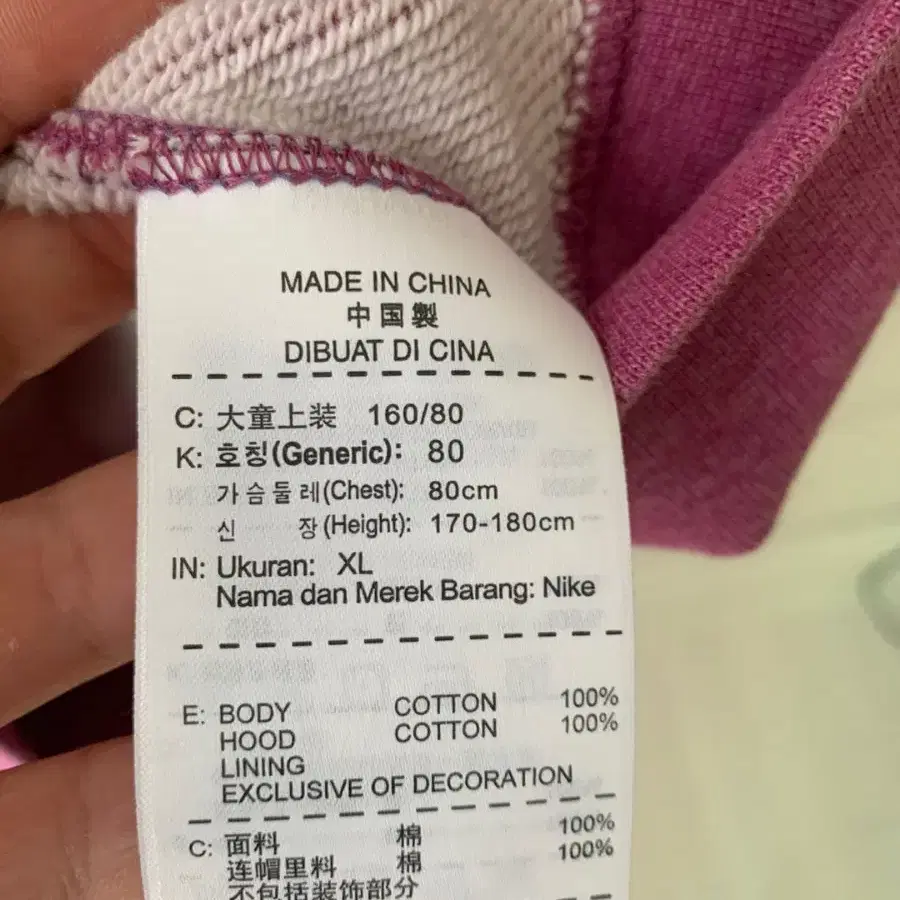 MADE IN CHINA
中国製
DIBUAT DI CINA
C: 大童上装 160/80
K: 호칭(Generic): 80
가슴둘레(Chest): 80cm
신 장(Height): 170-180cm
IN: Ukuran: XL
Nama dan Merek Barang: Nike
E: BODY COTTON 100%
HOOD COTTON 100%
LINING
EXCLUSIVE OF DECORATION
C: 面料 棉 100%
连帽里料 棉 100%
不包括装饰部分